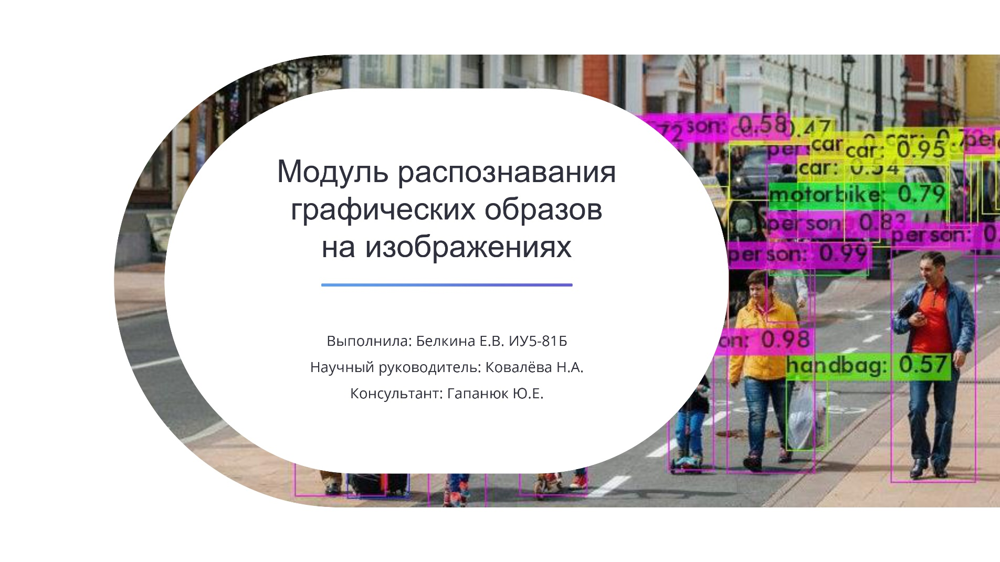 Модуль распознавания
графических образов
на изображениях
Выполнила: Белкина Е.В. ИУ5-81Б
Научный руководитель: Ковалёва Н.А.
Консультант: Гапанюк Ю.Е.
72
son: 0.58
0.47
car: 0.95
car: 0.54
motorbike: 0.79
person: 0.83
person: 0.
person: 0.99
on: 0.98
handbag: 0.57